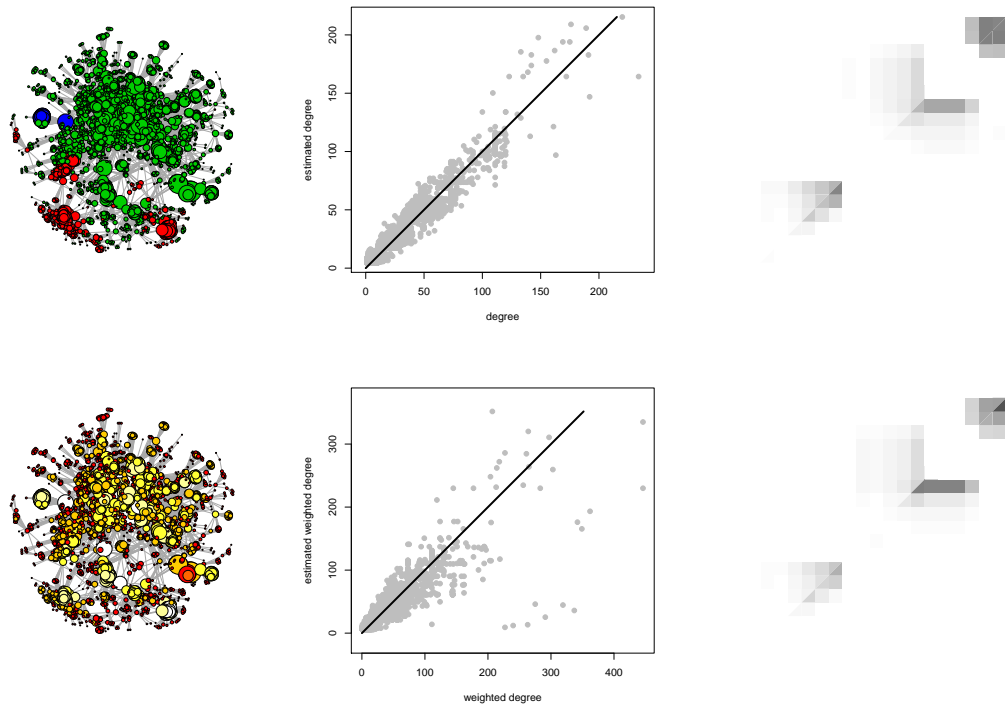 200
150
100
50
0
estimated degree
0 50 100 150 200
degree
300
200
100
0
estimated weighted degree
0 100 200 300 400
weighted degree